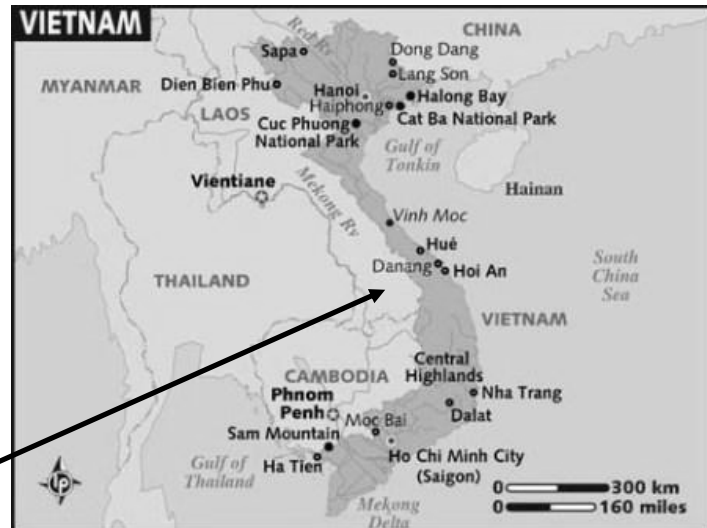 VIETNAM
Red Rv
CHINA
Sapa
Dong Dang
Lang Son
MYANMAR
Dien Bien Phu
Hanoi
Halong Bay
Haiphong
LAOS
Cat Ba National Park
Cuc Phuong
National Park
Gulf of
Tonkin
Vientiane
Mekong Rv
Hainan
Vinh Moc
Hué
Danang
Hoi An
South
China
Sea
THAILAND
VIETNAM
Central
Highlands
CAMBODIA
Nha Trang
Phnom
Penh
Dalat
Moc Bai
Sam Mountain
Ho Chi Minh City
(Saigon)
Gulf of
Thailand
Ha Tien
Mekong
Delta
0 300 km
0 160 miles
lp